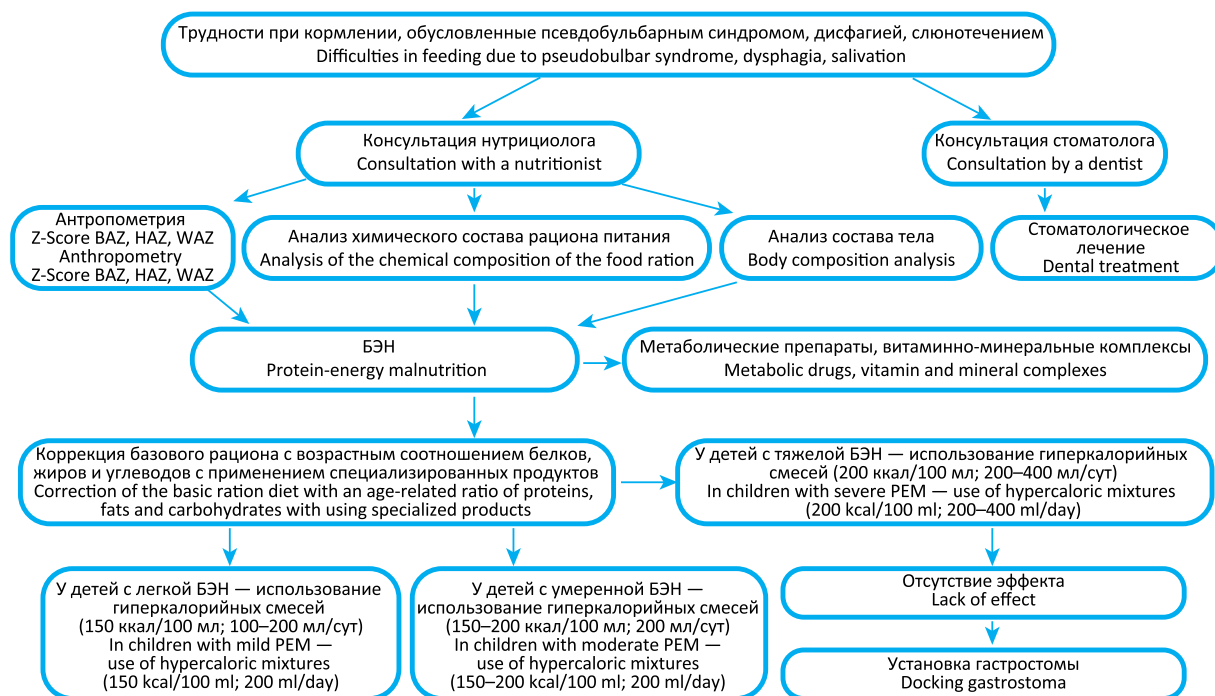 Трудности при кормлении, обусловленные псевдобульбарным синдромом, дисфагией, слюнотечением
Difficulties in feeding due to pseudobulbar syndrome, dysphagia, salivation
Консультация нутрициолога
Consultation with a nutritionist
Консультация стоматолога
Consultation by a dentist
Антропометрия
Z-Score BAZ, HAZ, WAZ
Anthropometry
Z-Score BAZ, HAZ, WAZ
Анализ химического состава рациона питания
Analysis of the chemical composition of the food ration
Анализ состава тела
Body composition analysis
Стоматологическое
лечение
Dental treatment
БЭН
Protein-energy malnutrition
Метаболические препараты, витаминно-минеральные комплексы
Metabolic drugs, vitamin and mineral complexes
Коррекция базового рациона с возрастным соотношением белков,
жиров и углеводов с применением специализированных продуктов
Correction of the basic ration diet with an age-related ratio of proteins,
fats and carbohydrates with using specialized products
У детей с тяжелой БЭН — использование гиперкалорийных
смесей (200 ккал/100 мл; 200–400 мл/сут)
In children with severe PEM — use of hypercaloric mixtures
(200 kcal/100 ml; 200–400 ml/day)
У детей с легкой БЭН — использование
гиперкалорийных смесей
(150 ккал/100 мл; 100–200 мл/сут)
In children with mild PEM —
use of hypercaloric mixtures
(150 kcal/100 ml; 200 ml/day)
У детей с умеренной БЭН —
использование гиперкалорийных смесей
(150–200 ккал/100 мл; 200 мл/сут)
In children with moderate PEM —
use of hypercaloric mixtures
(150–200 kcal/100 ml; 200 ml/day)
Отсутствие эффекта
Lack of effect
Установка гастростомы
Docking gastrostoma